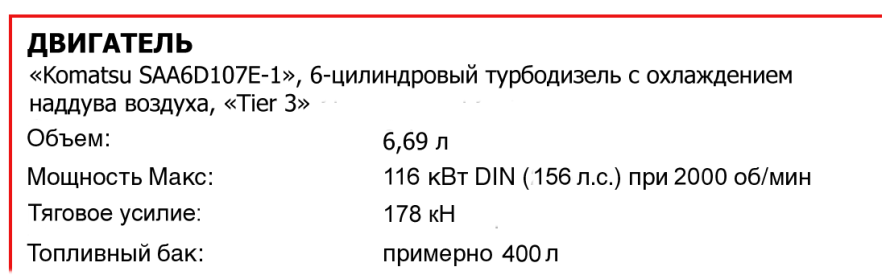 ДВИГАТЕЛЬ
«Komatsu SAA6D107E-1», 6-цилиндровый турбодизель с охлаждением
наддува воздуха, «Tier 3»
Объем: 6,69 л
Мощность Макс: 116 кВт DIN (156 л.с.) при 2000 об/мин
Тяговое усилие: 178 кН
Топливный бак: примерно 400 л